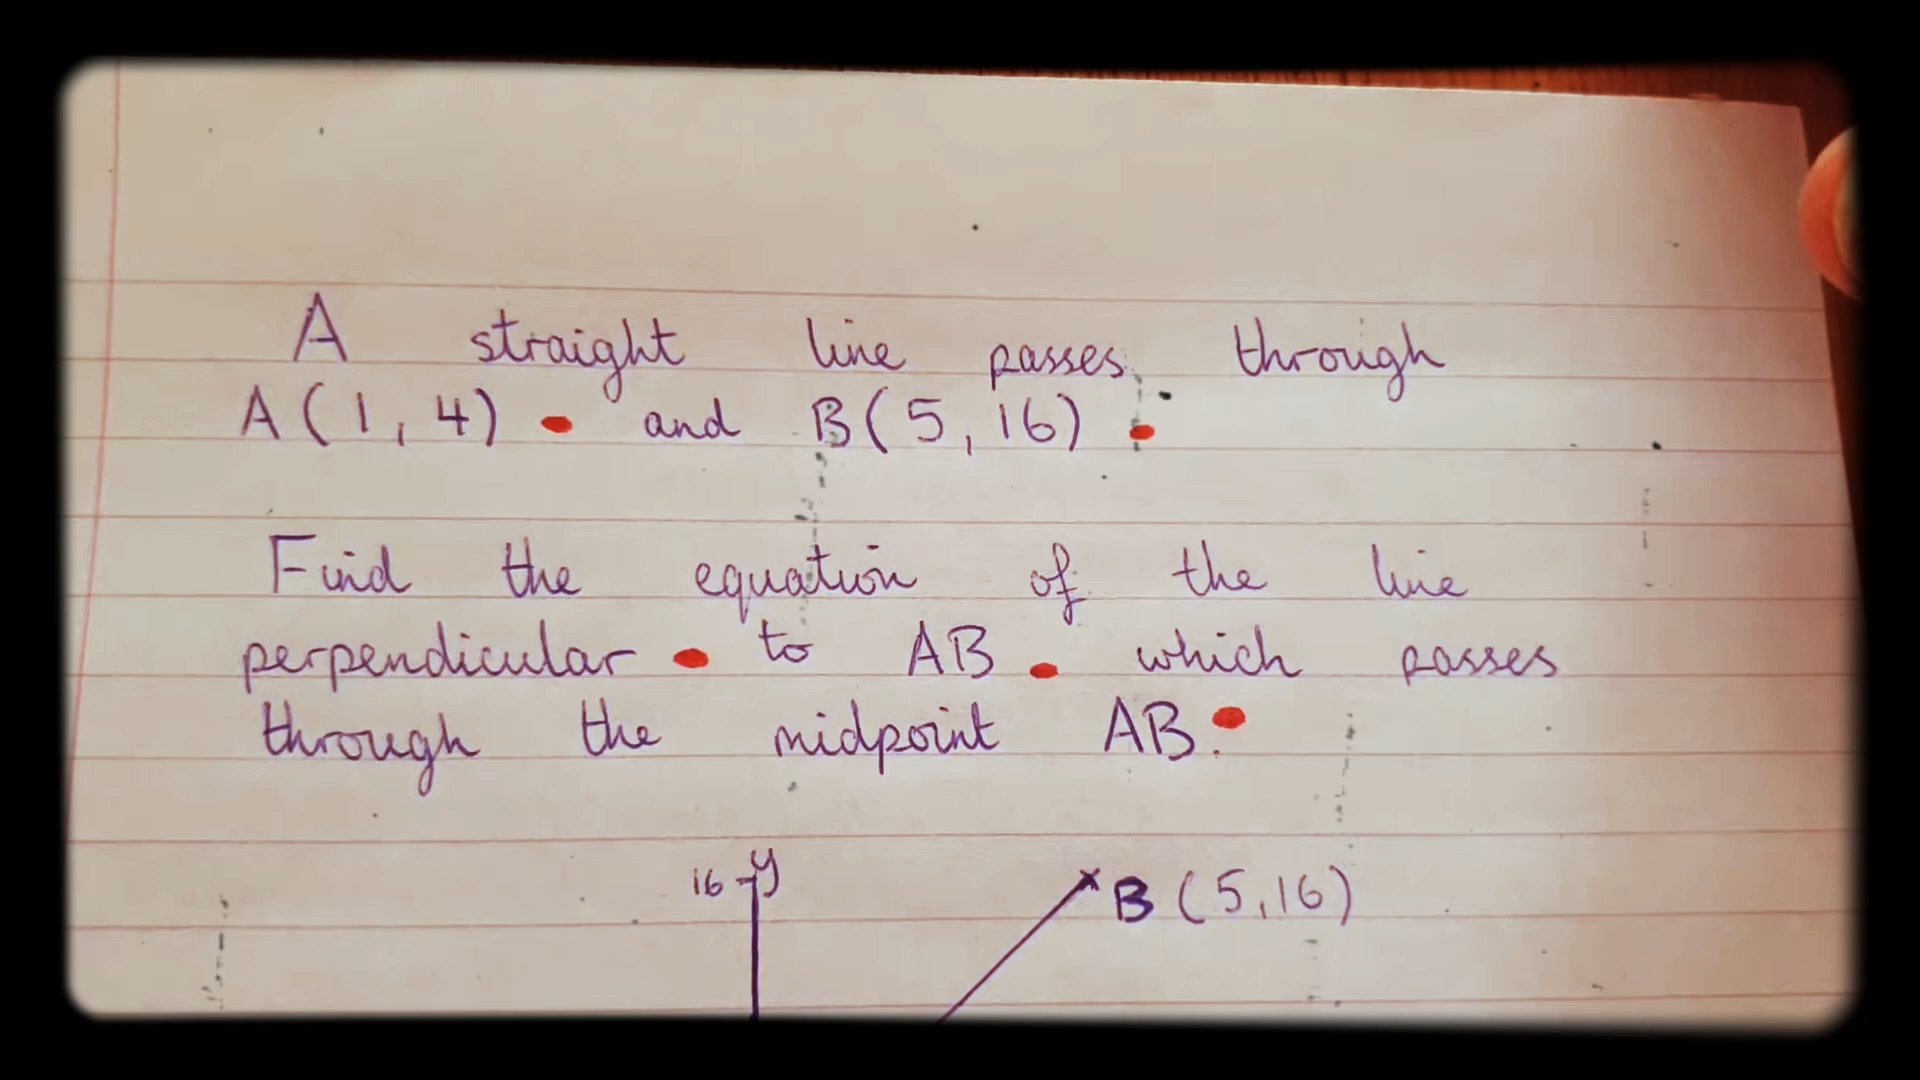 A straight line passes through
A(1, 4) and B(5, 16)
Find the equation of the line
perpendicular to AB which passes
through the midpoint AB.
16 y
B (5,16)